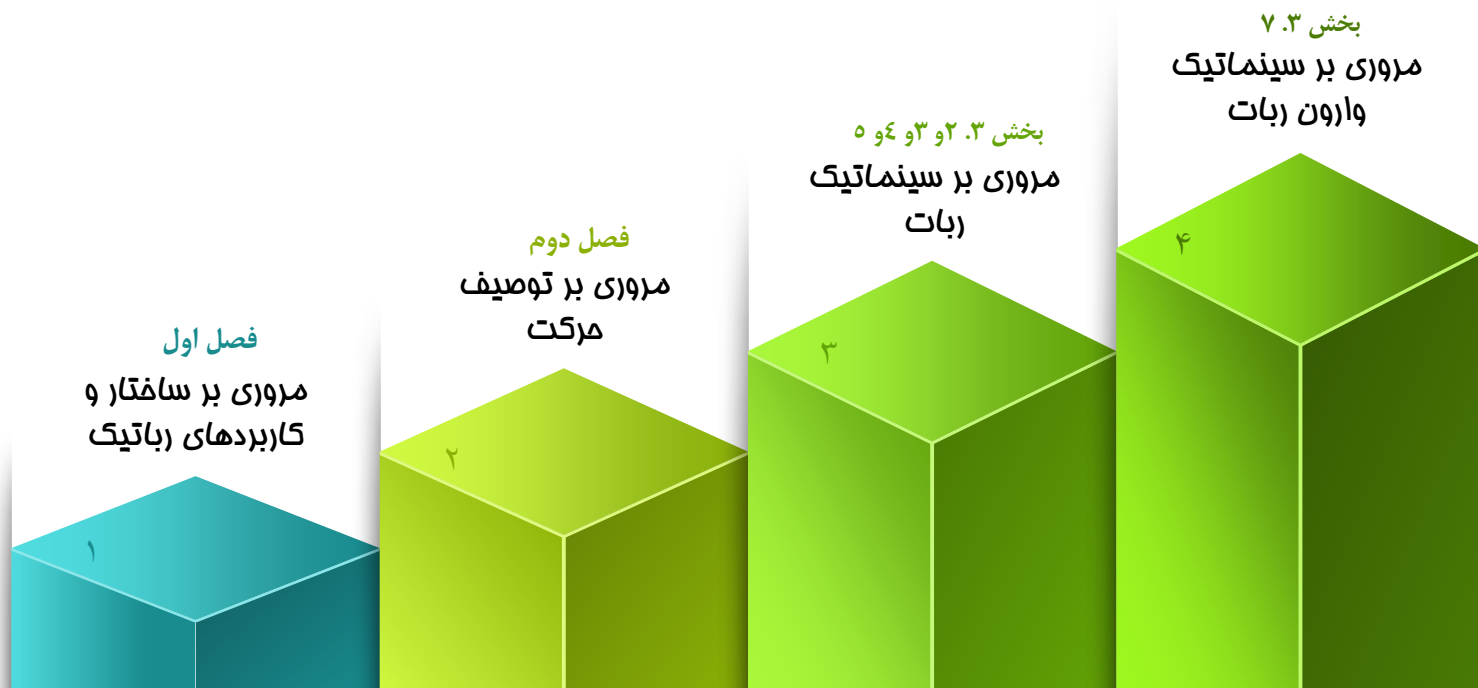 فصل اول
مروری بر ساختار و
کاربردهای رباتیک
۱
فصل دوم
مروری بر توصیف
حرکت
۲
بخش ۳. ۲و ۳و ٤و ٥
مروری بر سینماتیک
ربات
۳
بخش ۳. ۷
مروری بر سینماتیک
وارون ربات
۴